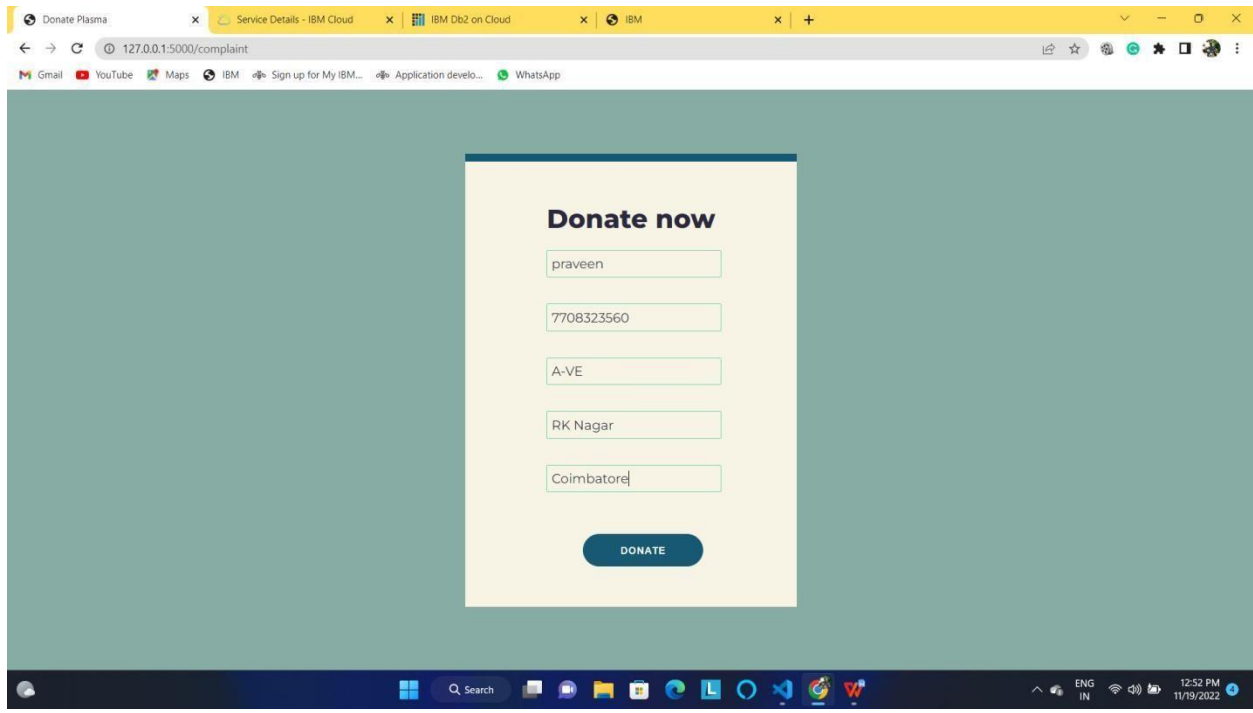 Donate Plasma
Service Details - IBM Cloud
IBM Db2 on Cloud
IBM
127.0.0.1:5000/complaint
Gmail YouTube Maps IBM Sign up for My IBM... Application develo... WhatsApp
Donate now
praveen
7708323560
A-VE
RK Nagar
Coimbatore
DONATE
Search
ENG
IN
12:52 PM
11/19/2022
4